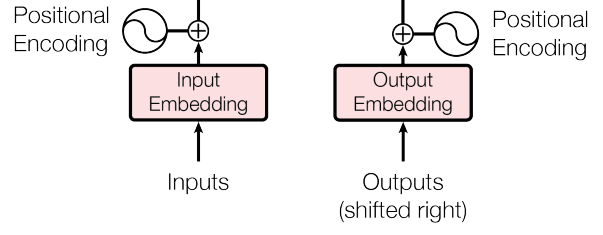 Positional
Encoding
Positional
Encoding
Input
Embedding
Output
Embedding
Inputs
Outputs
(shifted right)